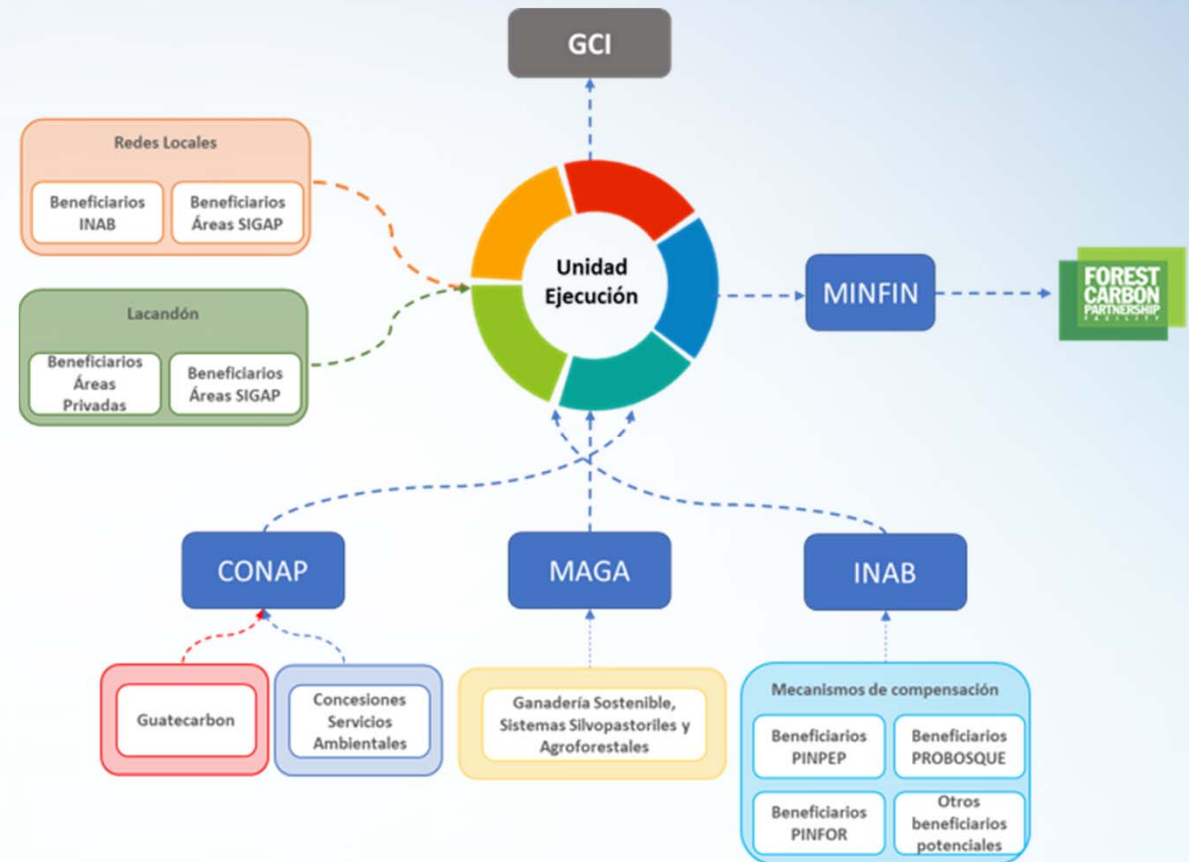 GCI
Redes Locales
Beneficiarios
INAB
Beneficiarios
Áreas SIGAP
Lacandón
Beneficiarios
Áreas
Privadas
Beneficiarios
Áreas SIGAP
Unidad
Ejecución
MINFIN
FOREST
CARBON
PARTNERSHIP
FACILITY
CONAP
MAGA
INAB
Guatecarbon
Concesiones
Servicios
Ambientales
Ganadería Sostenible,
Sistemas Silvopastoriles y
Agroforestales
Mecanismos de compensación
Beneficiarios
PINPEP
Beneficiarios
PROBOSQUE
Beneficiarios
PINFOR
Otros
beneficiarios
potenciales